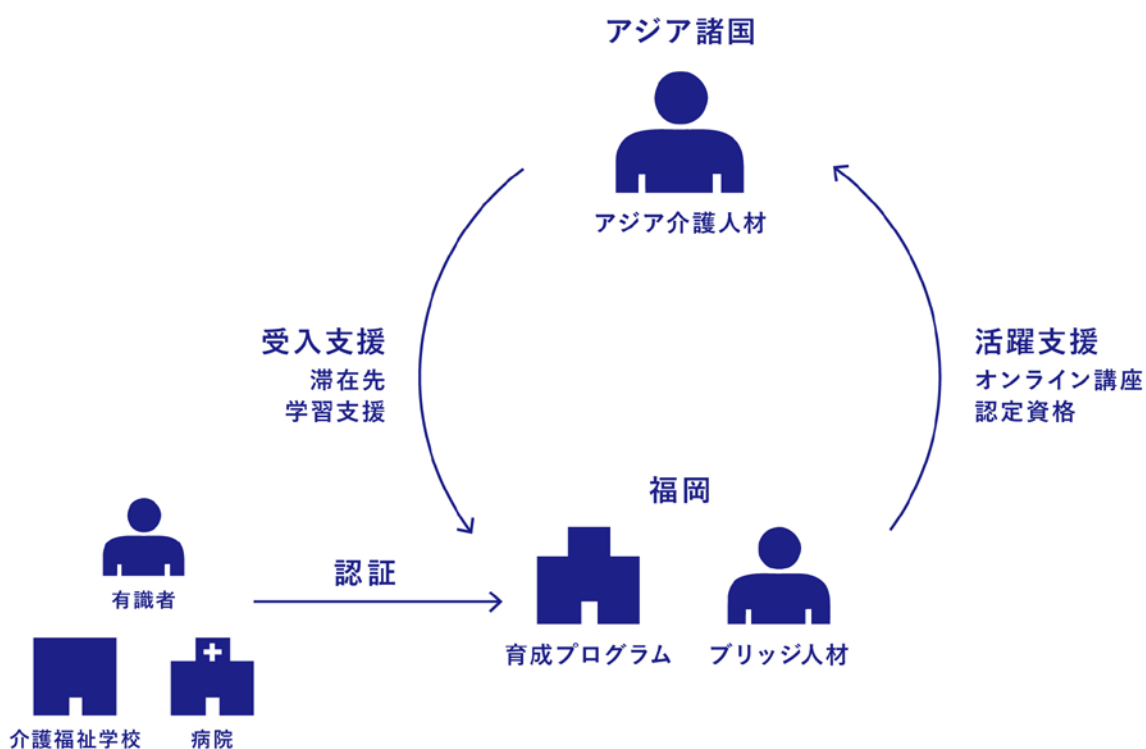 アジア諸国
アジア介護人材
受入支援
滞在先
学習支援
活躍支援
オンライン講座
認定資格
福岡
有識者
認証
育成プログラム
ブリッジ人材
介護福祉学校
病院